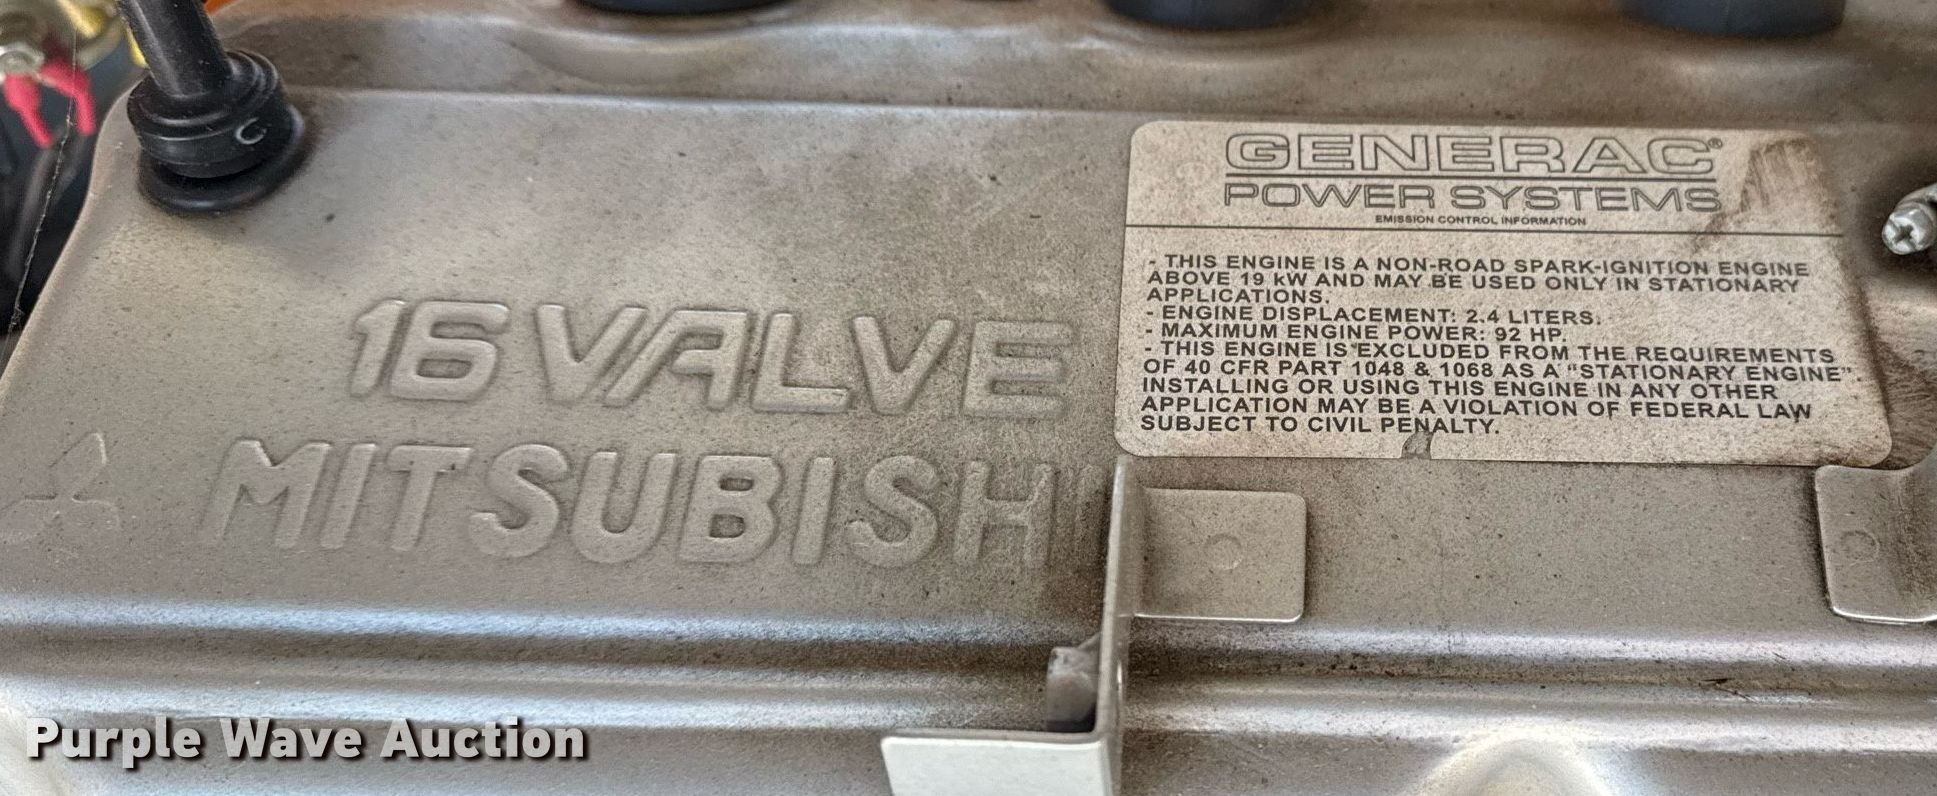 16 VALVE
MITSUBISHI
GENERAC®
POWER SYSTEMS
EMISSION CONTROL INFORMATION
- THIS ENGINE IS A NON-ROAD SPARK-IGNITION ENGINE
ABOVE 19 kW AND MAY BE USED ONLY IN STATIONARY
APPLICATIONS.
- ENGINE DISPLACEMENT: 2.4 LITERS.
- MAXIMUM ENGINE POWER: 92 HP.
- THIS ENGINE IS EXCLUDED FROM THE REQUIREMENTS
OF 40 CFR PART 1048 & 1068 AS A "STATIONARY ENGINE".
INSTALLING OR USING THIS ENGINE IN ANY OTHER
APPLICATION MAY BE A VIOLATION OF FEDERAL LAW
SUBJECT TO CIVIL PENALTY.
Purple Wave Auction